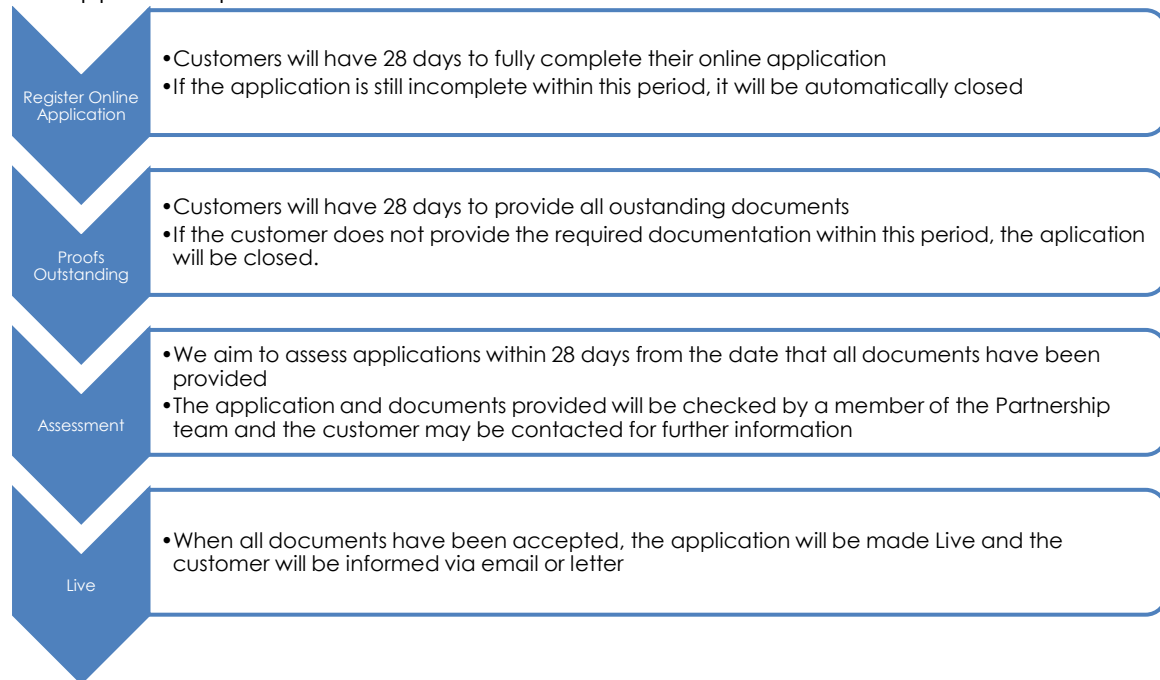 Register Online
Application
•Customers will have 28 days to fully complete their online application
•If the application is still incomplete within this period, it will be automatically closed
Proofs
Outstanding
•Customers will have 28 days to provide all oustanding documents
•If the customer does not provide the required documentation within this period, the aplication
will be closed.
Assessment
•We aim to assess applications within 28 days from the date that all documents have been
provided
•The application and documents provided will be checked by a member of the Partnership
team and the customer may be contacted for further information
Live
•When all documents have been accepted, the application will be made Live and the
customer will be informed via email or letter